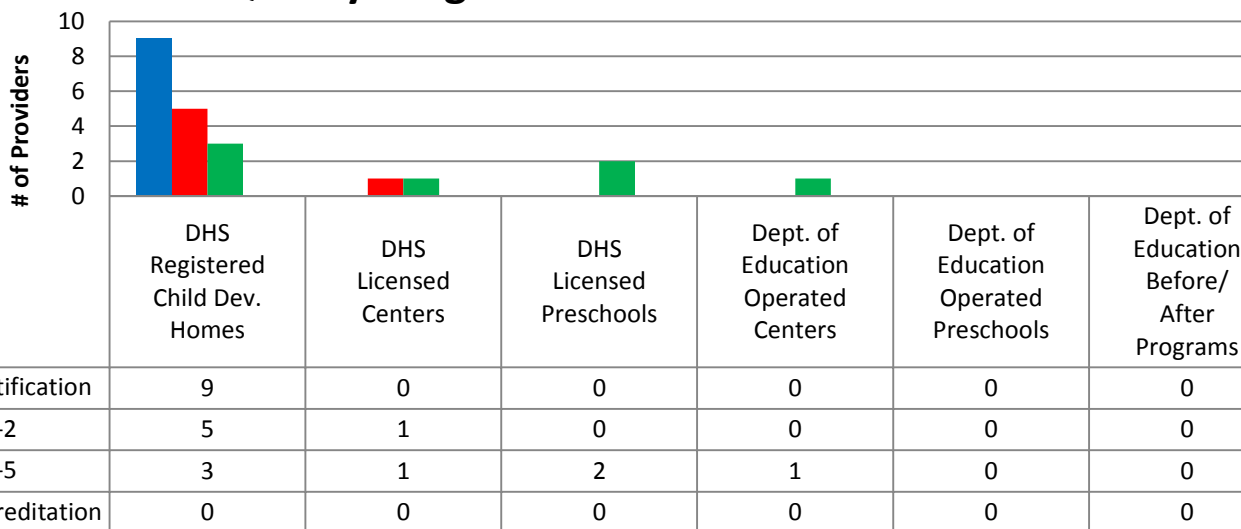 # of Providers
10
8
6
4
2
0
DHS
Registered
Child Dev.
Homes
DHS
Licensed
Centers
DHS
Licensed
Preschools
Dept. of
Education
Operated
Centers
Dept. of
Education
Operated
Preschools
Dept. of
Education
Before/
After
Programs
tification 9 0 0 0 0 0
-2 5 1 0 0 0 0
-5 3 1 2 1 0 0
reditation 0 0 0 0 0 0